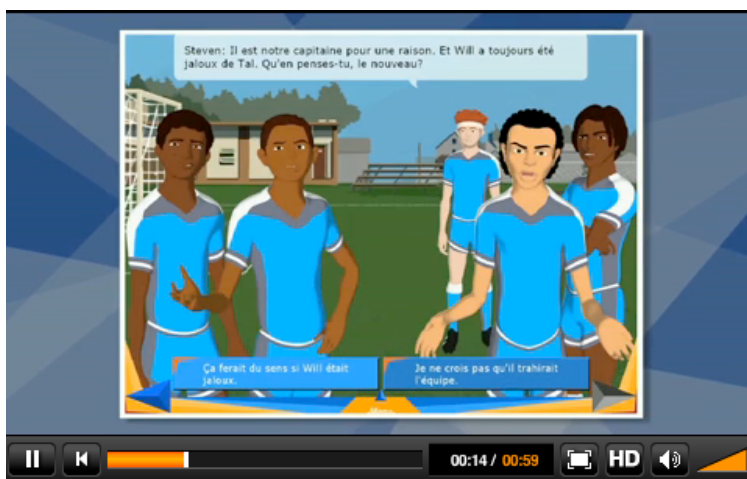 Steven: Il est notre capitaine pour une raison. Et Will a toujours été
jaloux de Tal. Qu'en penses-tu, le nouveau?
Ça ferait du sens si Will était
jaloux.
Je ne crois pas qu'il trahirait
l'équipe.
Menu
00:14 / 00:59
HD